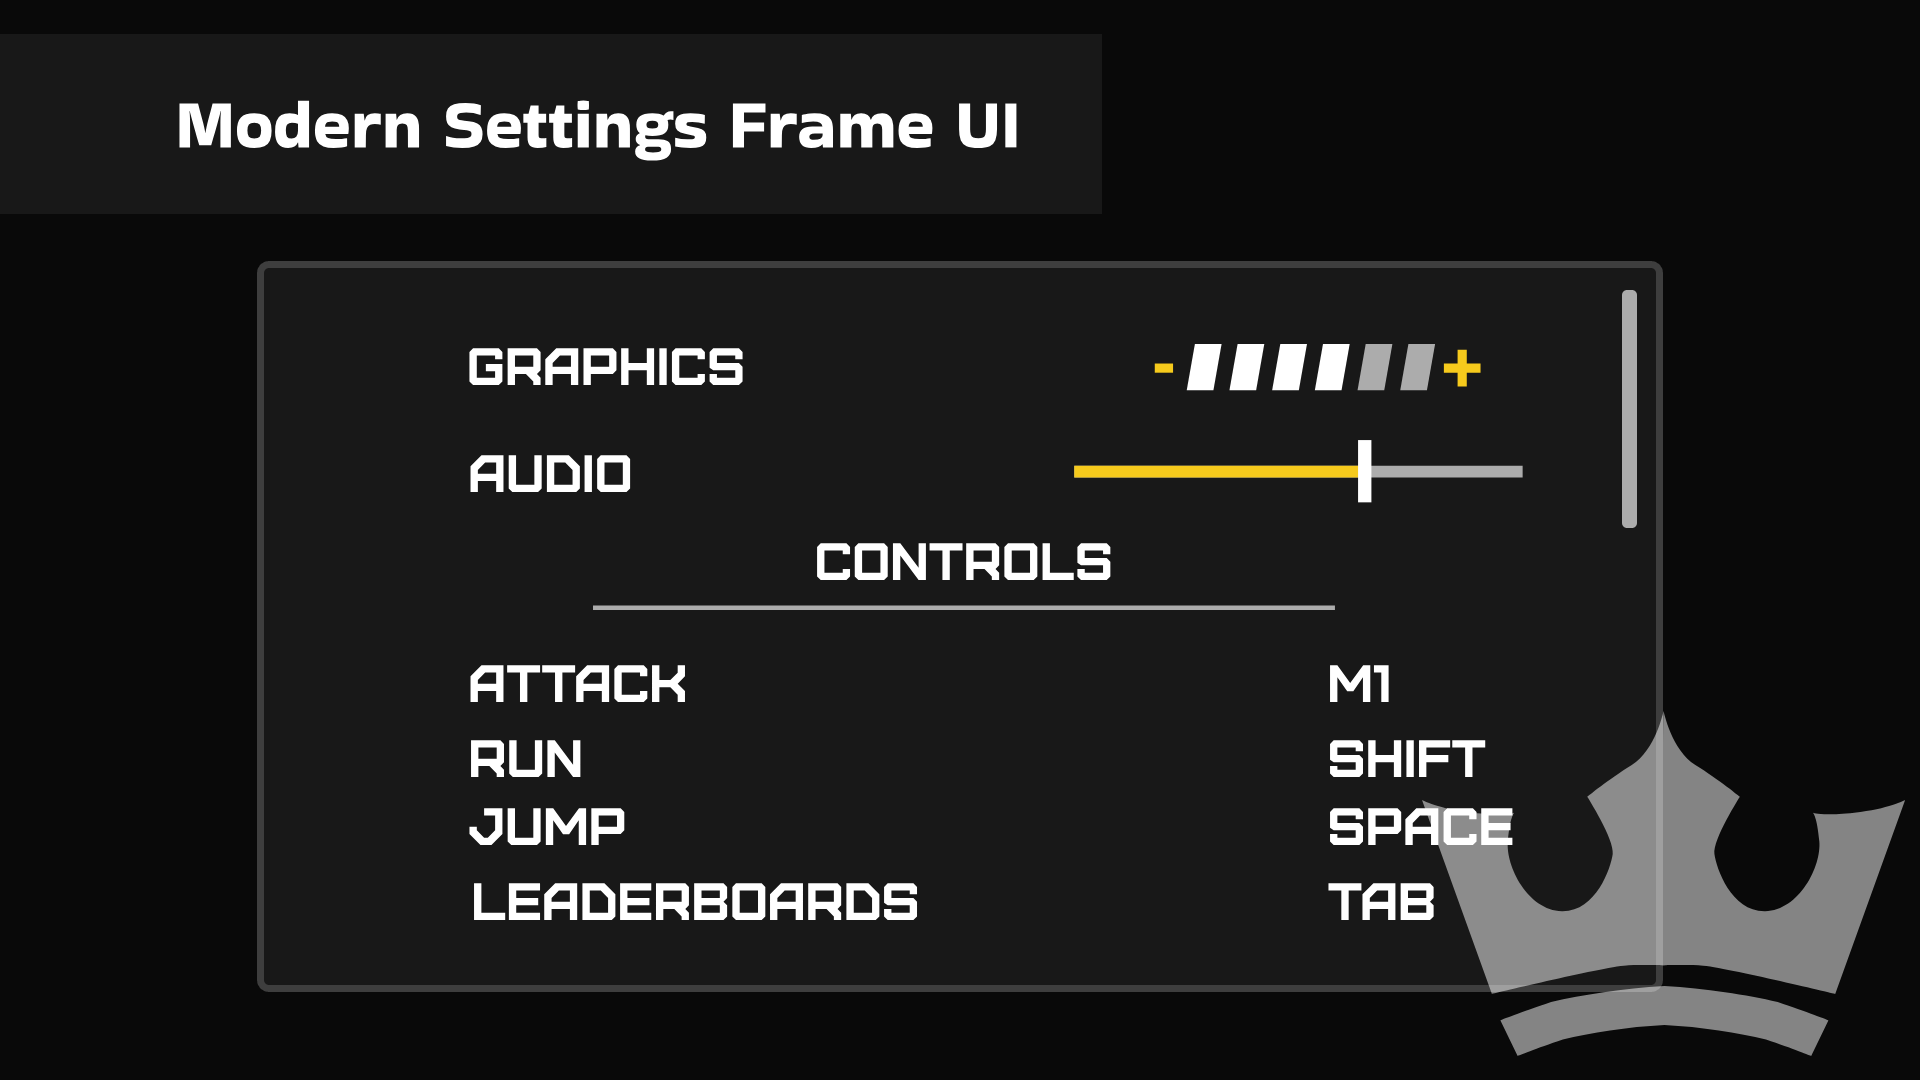 Modern Settings Frame UI
GRAPHICS - +
AUDIO
CONTROLS
ATTACK M1
RUN SHIFT
JUMP SPACE
LEADERBOARDS TAB